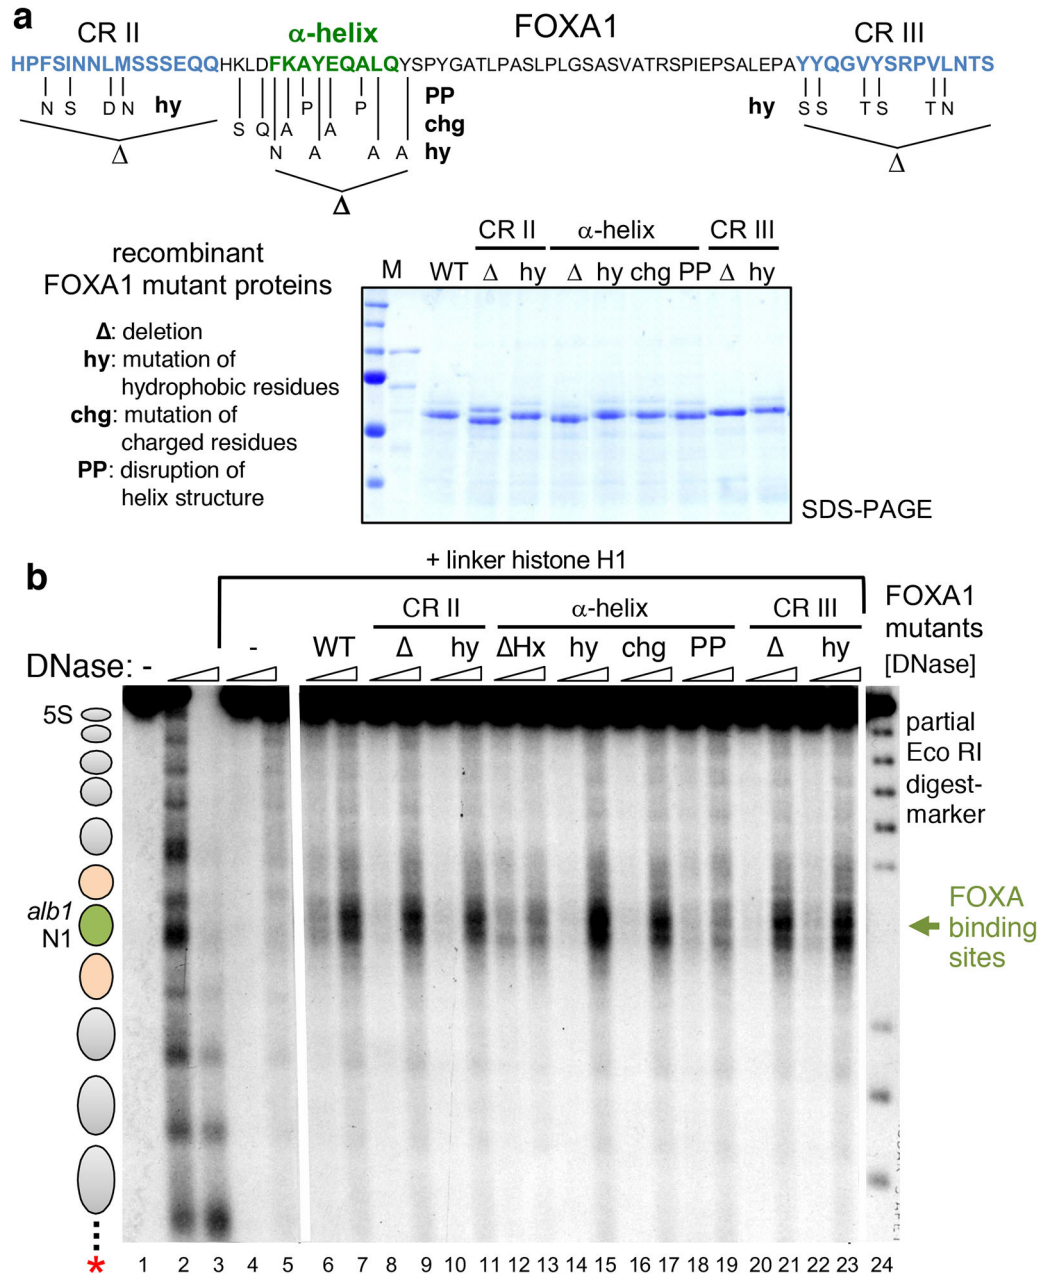 a
CR II α-helix FOXA1 CR III
HPFSINNLMSSSEQQHKLDFKAYEQALQYSPYGATLPASLPLGSASVATRSPIEPSALEPAYYQGVYSRPVLNTS
N S D N hy P P PP hy S S T S T N
S Q A A chg
N A A A hy
Δ Δ Δ
recombinant
FOXA1 mutant proteins
Δ: deletion
hy: mutation of
hydrophobic residues
chg: mutation of
charged residues
PP: disruption of
helix structure
CR II α-helix CR III
M WT Δ hy Δ hy chg PP Δ hy
SDS-PAGE
b
+ linker histone H1
CR II α-helix CR III
- WT Δ hy ΔHx hy chg PP Δ hy
DNase: -
FOXA1
mutants
[DNase]
5S
alb1
N1
partial
Eco RI
digest-
marker
FOXA
binding
sites
* 1 2 3 4 5 6 7 8 9 10 11 12 13 14 15 16 17 18 19 20 21 22 23 24